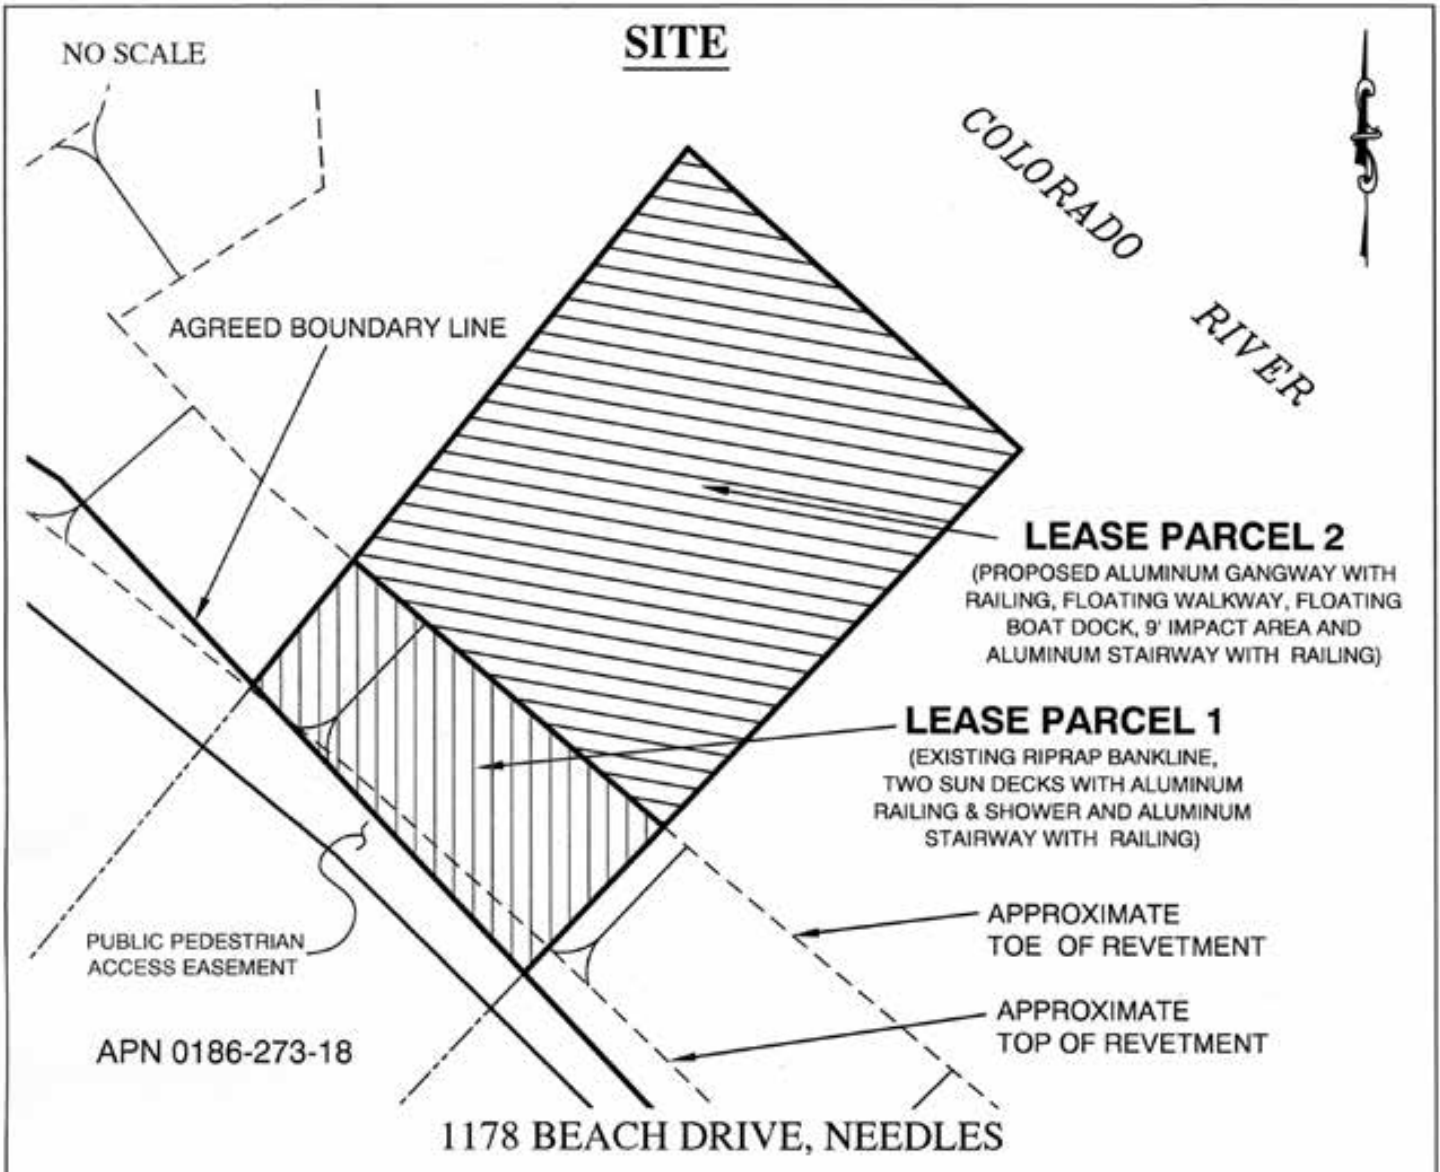 SITE
NO SCALE
COLORADO
RIVER
AGREED BOUNDARY LINE
LEASE PARCEL 2
(PROPOSED ALUMINUM GANGWAY WITH
RAILING, FLOATING WALKWAY, FLOATING
BOAT DOCK, 9' IMPACT AREA AND
ALUMINUM STAIRWAY WITH RAILING)
LEASE PARCEL 1
(EXISTING RIPRAP BANKLINE,
TWO SUN DECKS WITH ALUMINUM
RAILING & SHOWER AND ALUMINUM
STAIRWAY WITH RAILING)
PUBLIC PEDESTRIAN
ACCESS EASEMENT
APPROXIMATE
TOE OF REVETMENT
APPROXIMATE
TOP OF REVETMENT
APN 0186-273-18
1178 BEACH DRIVE, NEEDLES